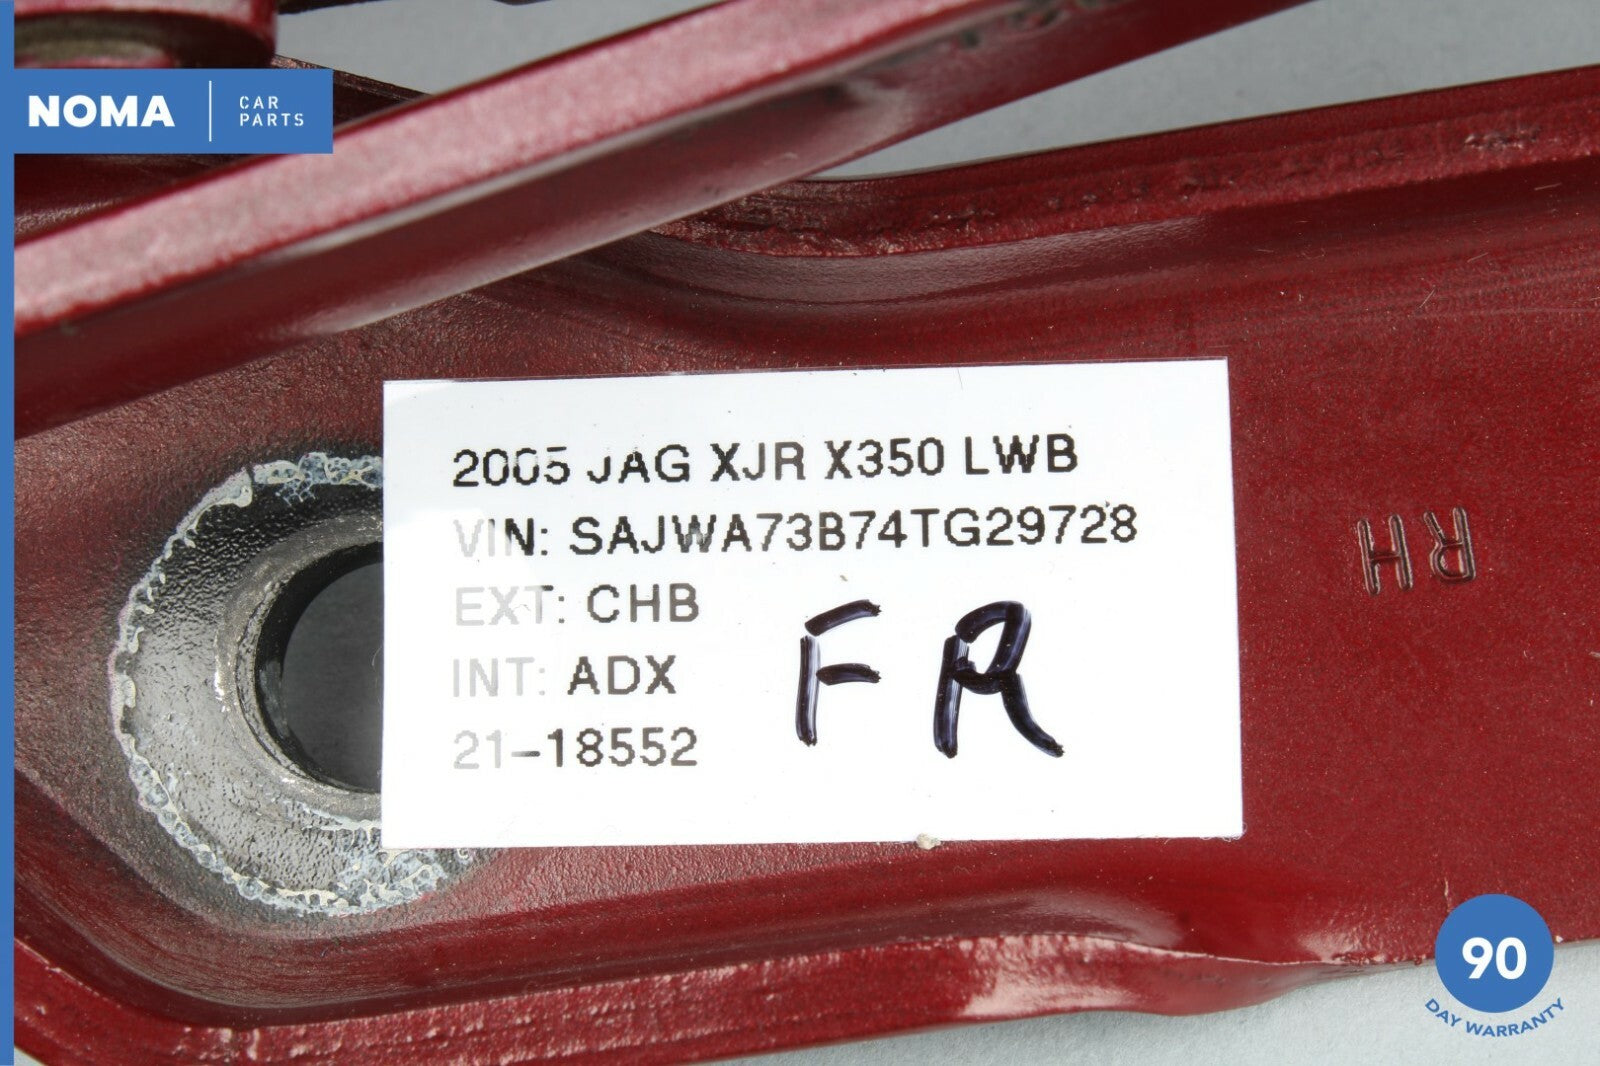 NOMA
CAR
PARTS
2005 JAG XJR X350 LWB
VIN: SAJWA73B74TG29728
EXT: CHB
INT: ADX
21-18552
FR
RH
90
DAY WARRANTY